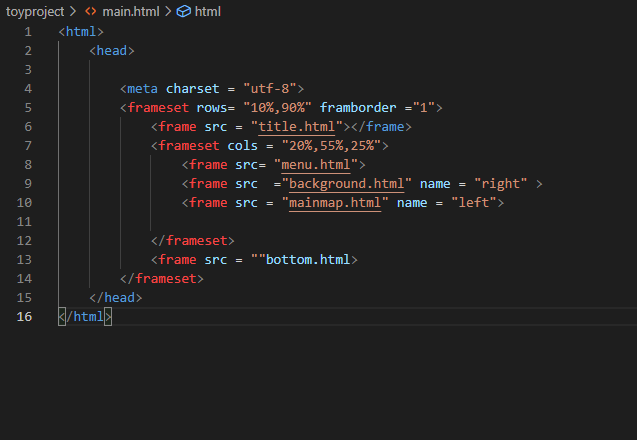 toyproject > <> main.html > html
1 <html>
2     <head>
3
4         <meta charset = "utf-8">
5         <frameset rows= "10%,90%" framborder ="1">
6             <frame src = "title.html"></frame>
7             <frameset cols = "20%,55%,25%">
8                 <frame src= "menu.html">
9                 <frame src  ="background.html" name = "right" >
10                 <frame src = "mainmap.html" name = "left">
11
12             </frameset>
13             <frame src = ""bottom.html>
14         </frameset>
15     </head>
16 </html>